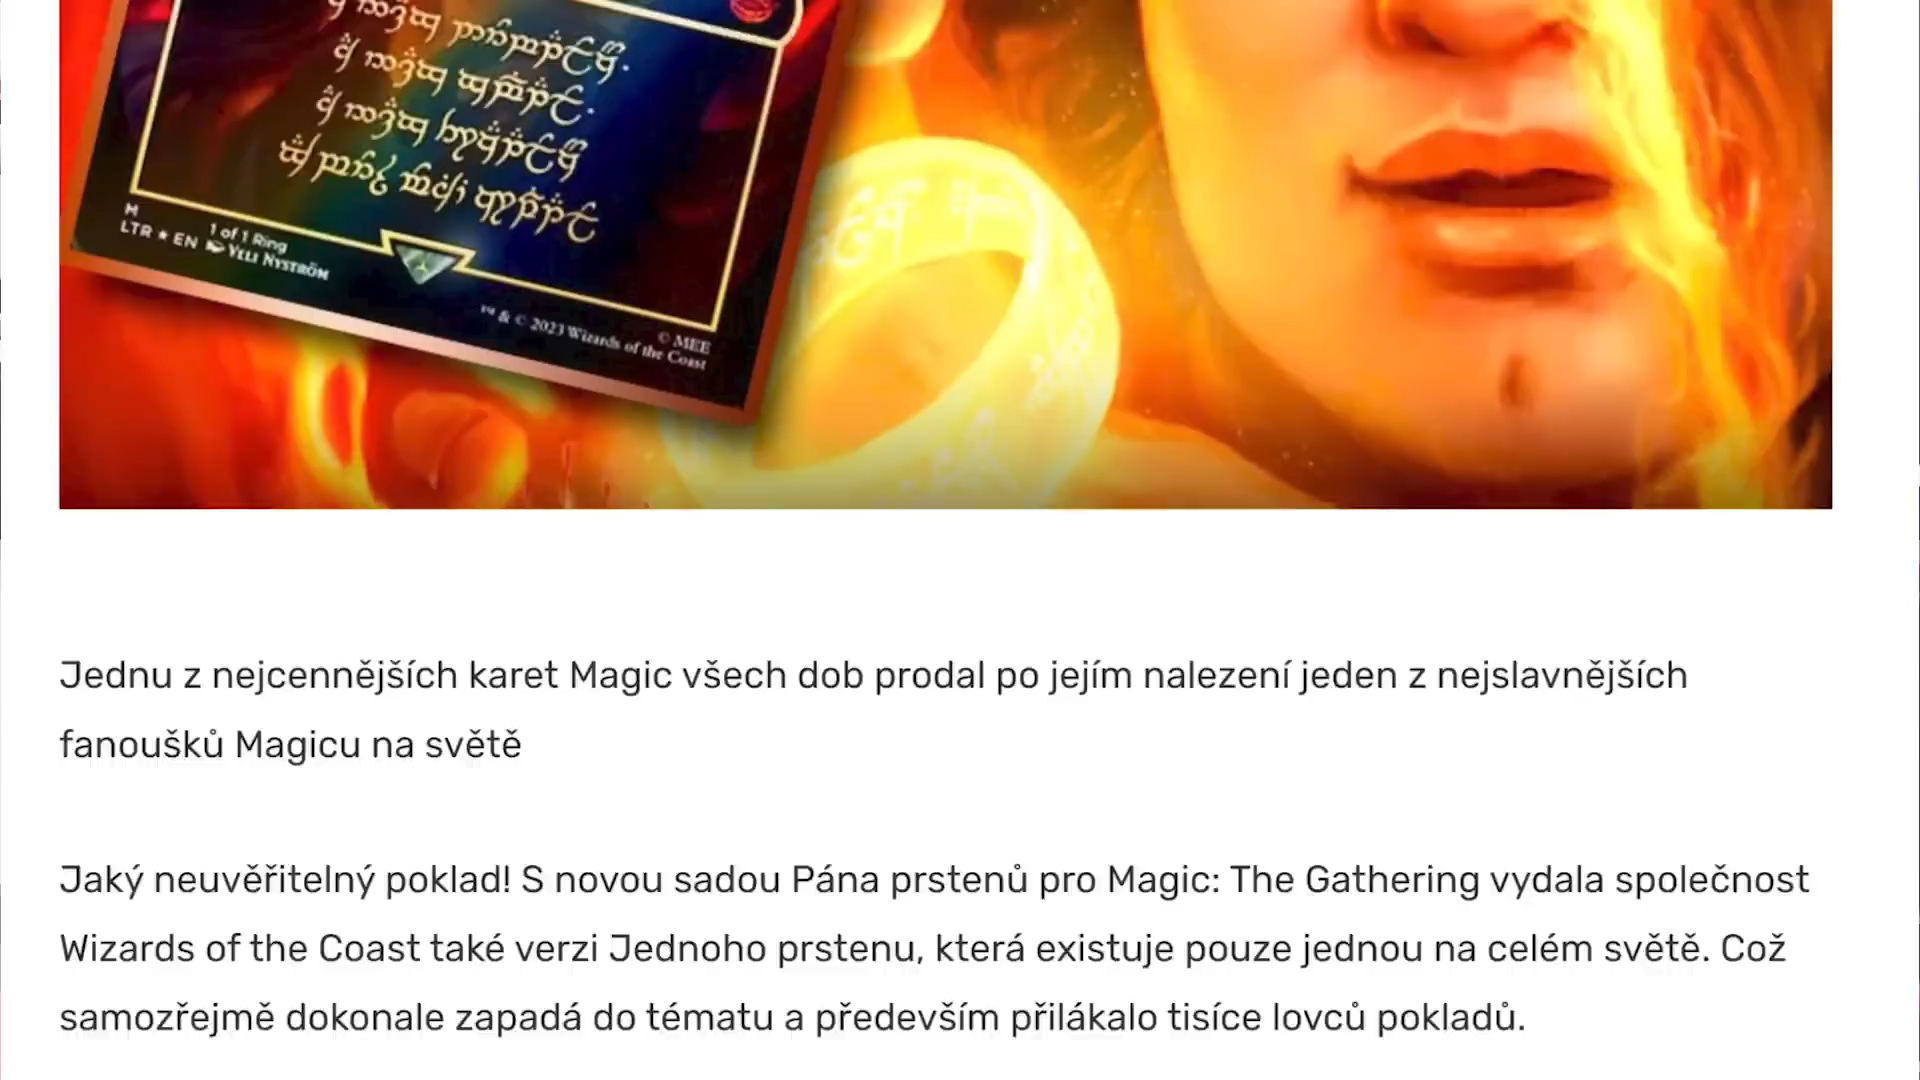 M 1 of 1 Ring
LTR ★ EN VELI NYSTRÖM
© MEE
™ & © 2023 Wizards of the Coast
Jednu z nejcennějších karet Magic všech dob prodal po jejím nalezení jeden z nejslavnějších
fanoušků Magicu na světě
Jaký neuvěřitelný poklad! S novou sadou Pána prstenů pro Magic: The Gathering vydala společnost
Wizards of the Coast také verzi Jednoho prstenu, která existuje pouze jednou na celém světě. Což
samozřejmě dokonale zapadá do tématu a především přilákalo tisíce lovců pokladů.